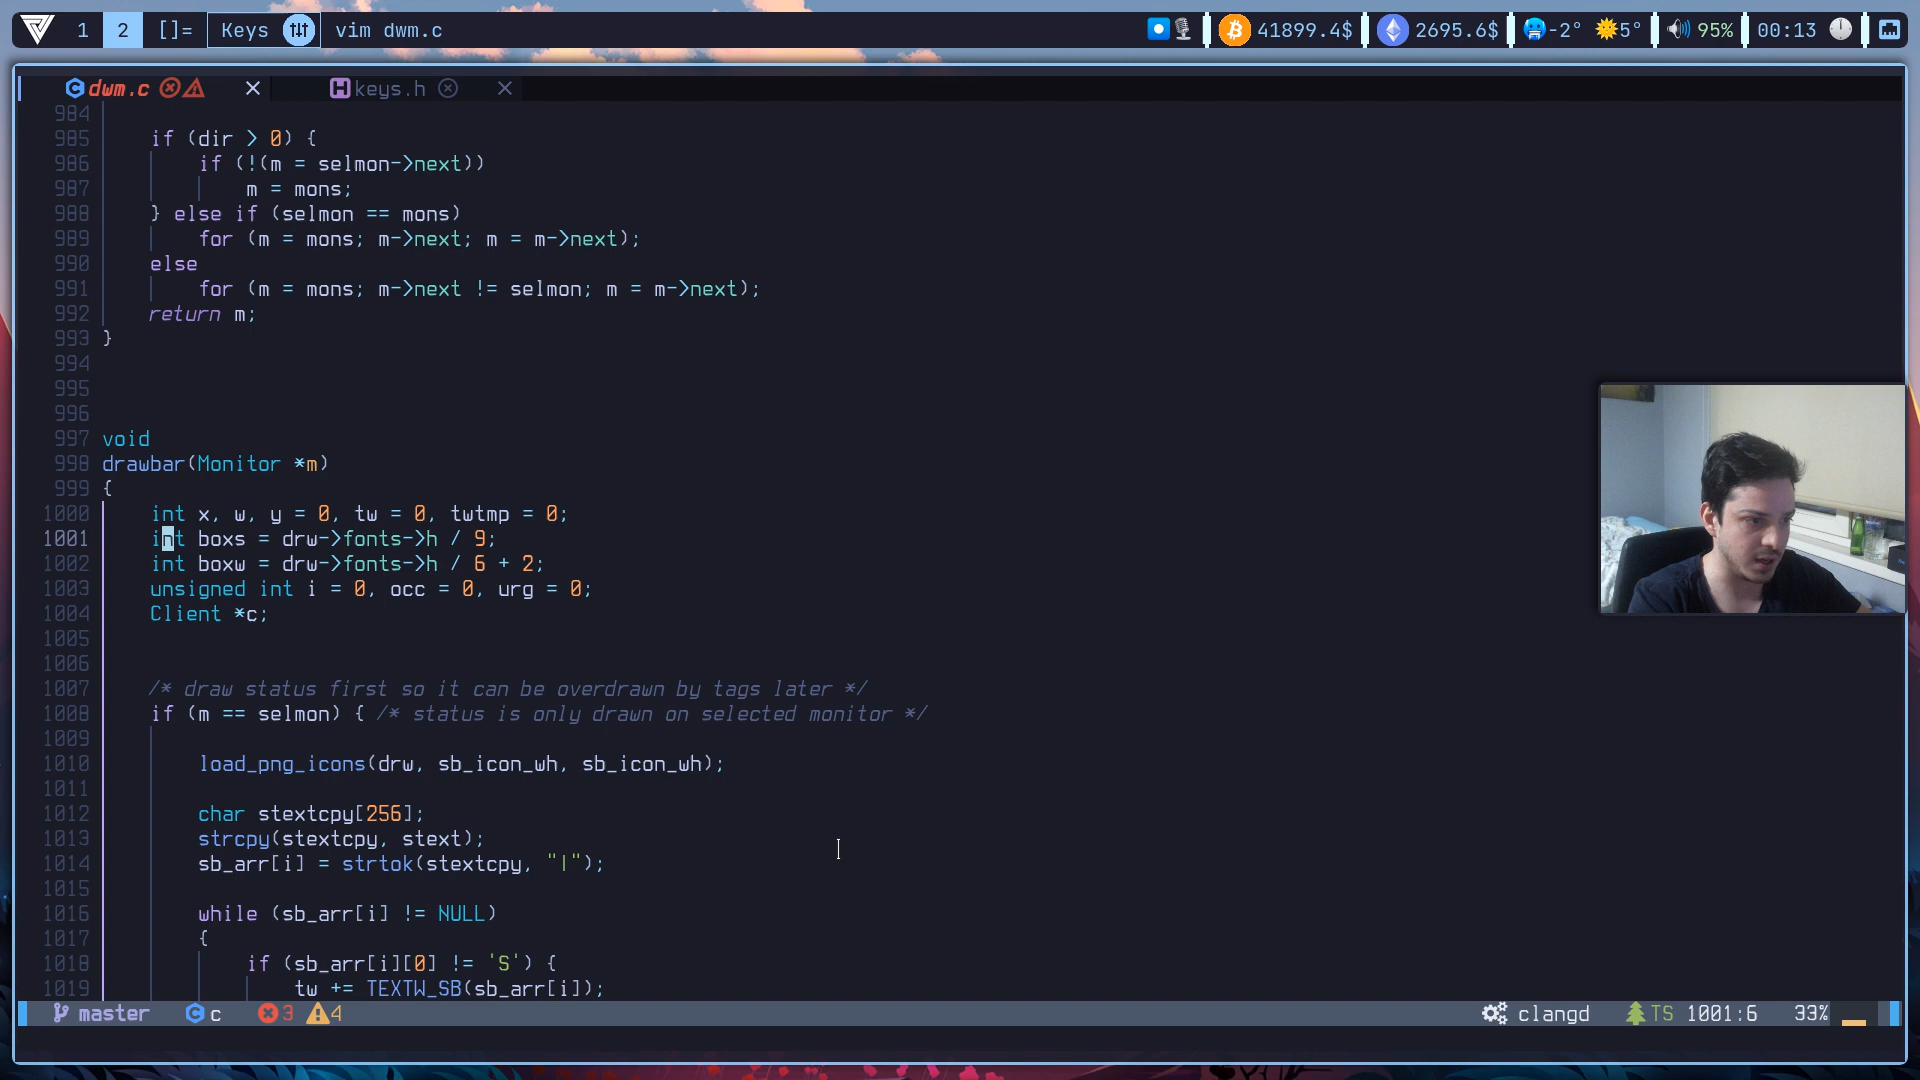 1 2 []= Keys vim dwm.c 41899.4$ 2695.6$ -2° 5° 95% 00:13
dwm.c keys.h
984
985 if (dir > 0) {
986 if (!(m = selmon->next))
987 m = mons;
988 } else if (selmon == mons)
989 for (m = mons; m->next; m = m->next);
990 else
991 for (m = mons; m->next != selmon; m = m->next);
992 return m;
993 }
994
995
996
997 void
998 drawbar(Monitor *m)
999 {
1000 int x, w, y = 0, tw = 0, twtmp = 0;
1001 int boxs = drw->fonts->h / 9;
1002 int boxw = drw->fonts->h / 6 + 2;
1003 unsigned int i = 0, occ = 0, urg = 0;
1004 Client *c;
1005
1006
1007 /* draw status first so it can be overdrawn by tags later */
1008 if (m == selmon) { /* status is only drawn on selected monitor */
1009
1010 load_png_icons(drw, sb_icon_wh, sb_icon_wh);
1011
1012 char stextcpy[256];
1013 strcpy(stextcpy, stext);
1014 sb_arr[i] = strtok(stextcpy, "|");
1015
1016 while (sb_arr[i] != NULL)
1017 {
1018 if (sb_arr[i][0] != 'S') {
1019 tw += TEXTW_SB(sb_arr[i]);
master c 3 4 clangd TS 1001:6 33%